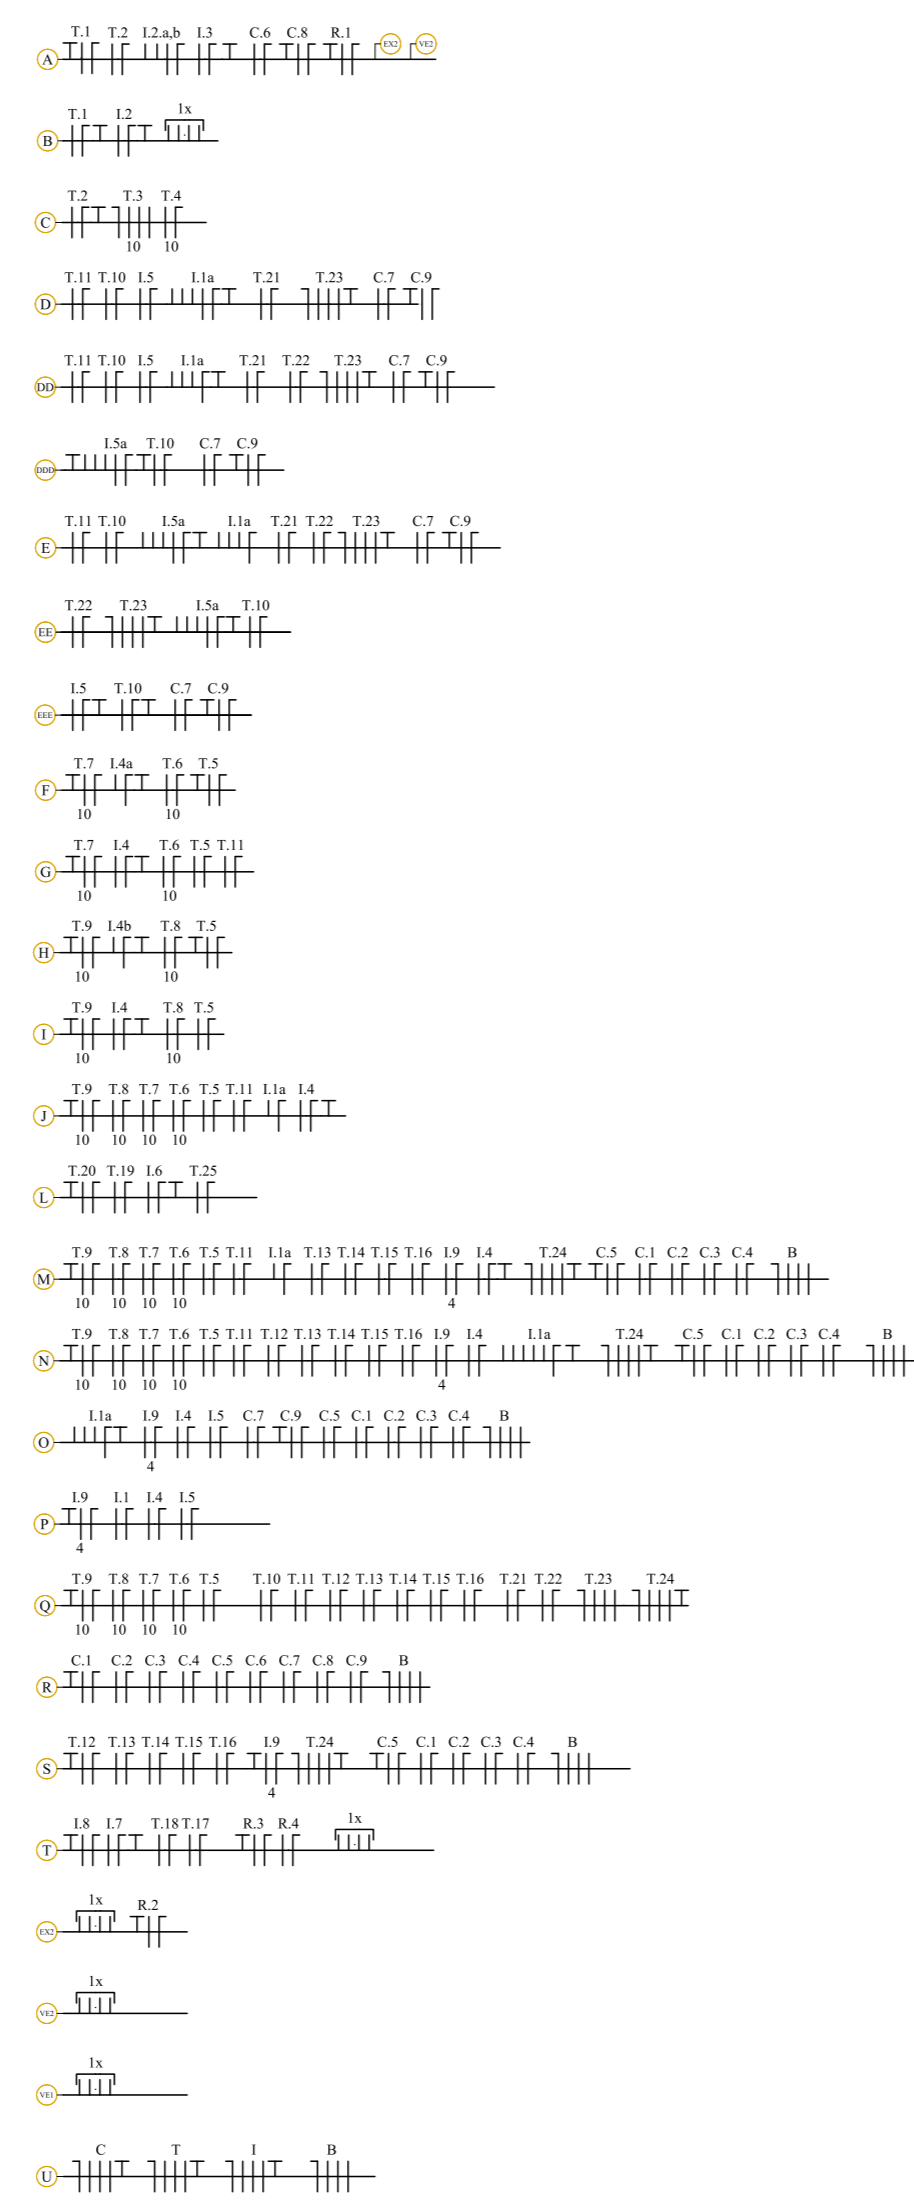 T.1 T.2 I.2.a,b I.3 C.6 C.8 R.1
A EX2 VE2
T.1 I.2 1x
B
T.2 T.3 T.4
C
10 10
T.11 T.10 I.5 I.1a T.21 T.23 C.7 C.9
D
T.11 T.10 I.5 I.1a T.21 T.22 T.23 C.7 C.9
DD
I.5a T.10 C.7 C.9
DDD
T.11 T.10 I.5a I.1a T.21 T.22 T.23 C.7 C.9
E
T.22 T.23 I.5a T.10
EE
I.5 T.10 C.7 C.9
EEE
T.7 I.4a T.6 T.5
F
10 10
T.7 I.4 T.6 T.5 T.11
G
10 10
T.9 I.4b T.8 T.5
H
10 10
T.9 I.4 T.8 T.5
I
10 10
T.9 T.8 T.7 T.6 T.5 T.11 I.1a I.4
J
10 10 10 10
T.20 T.19 I.6 T.25
L
T.9 T.8 T.7 T.6 T.5 T.11 I.1a T.13 T.14 T.15 T.16 I.9 I.4 T.24 C.5 C.1 C.2 C.3 C.4 B
M
10 10 10 10 4
T.9 T.8 T.7 T.6 T.5 T.11 T.12 T.13 T.14 T.15 T.16 I.9 I.4 I.1a T.24 C.5 C.1 C.2 C.3 C.4 B
N
10 10 10 10 4
I.1a I.9 I.4 I.5 C.7 C.9 C.5 C.1 C.2 C.3 C.4 B
O
4
I.9 I.1 I.4 I.5
P
4
T.9 T.8 T.7 T.6 T.5 T.10 T.11 T.12 T.13 T.14 T.15 T.16 T.21 T.22 T.23 T.24
Q
10 10 10 10
C.1 C.2 C.3 C.4 C.5 C.6 C.7 C.8 C.9 B
R
T.12 T.13 T.14 T.15 T.16 I.9 T.24 C.5 C.1 C.2 C.3 C.4 B
S
4
I.8 I.7 T.18 T.17 R.3 R.4 1x
T
1x R.2
EX2
1x
VE2
1x
VE1
C T I B
U